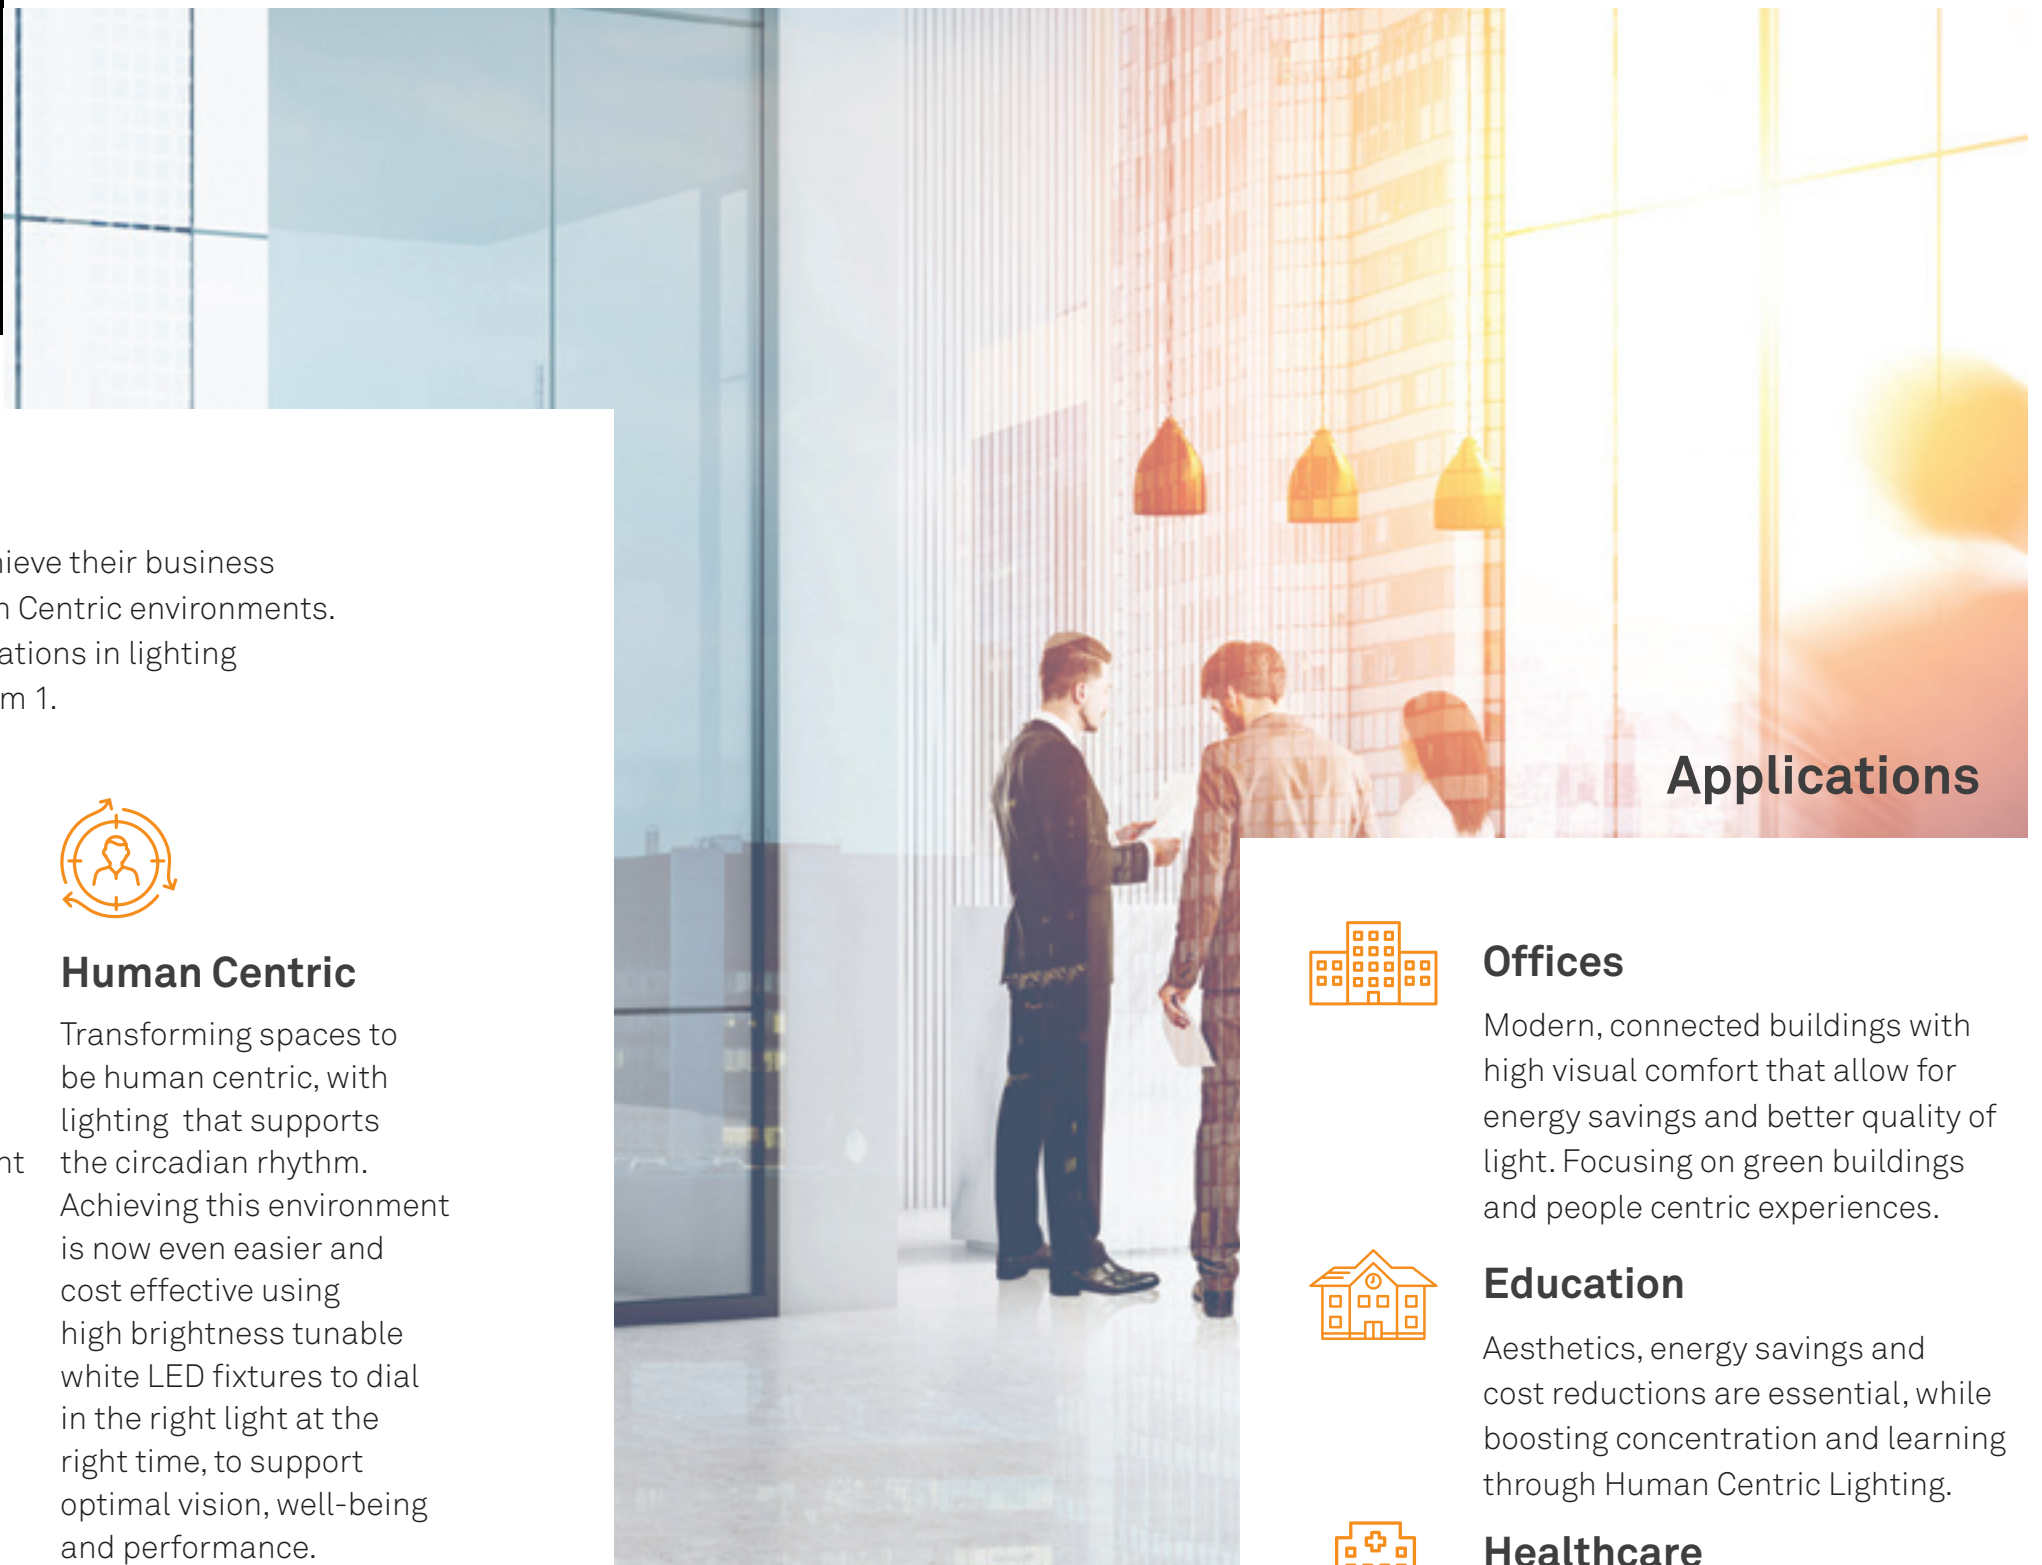 their business
Centric environments.
in lighting
1.
Human Centric
Transforming spaces to
be human centric, with
lighting that supports
the circadian rhythm.
Achieving this environment
is now even easier and
cost effective using
high brightness tunable
white LED fixtures to dial
in the right light at the
right time, to support
optimal vision, well-being
and performance.
Applications
Offices
Modern, connected buildings with
high visual comfort that allow for
energy savings and better quality of
light. Focusing on green buildings
and people centric experiences.
Education
Aesthetics, energy savings and
cost reductions are essential, while
boosting concentration and learning
through Human Centric Lighting.
Healthcare